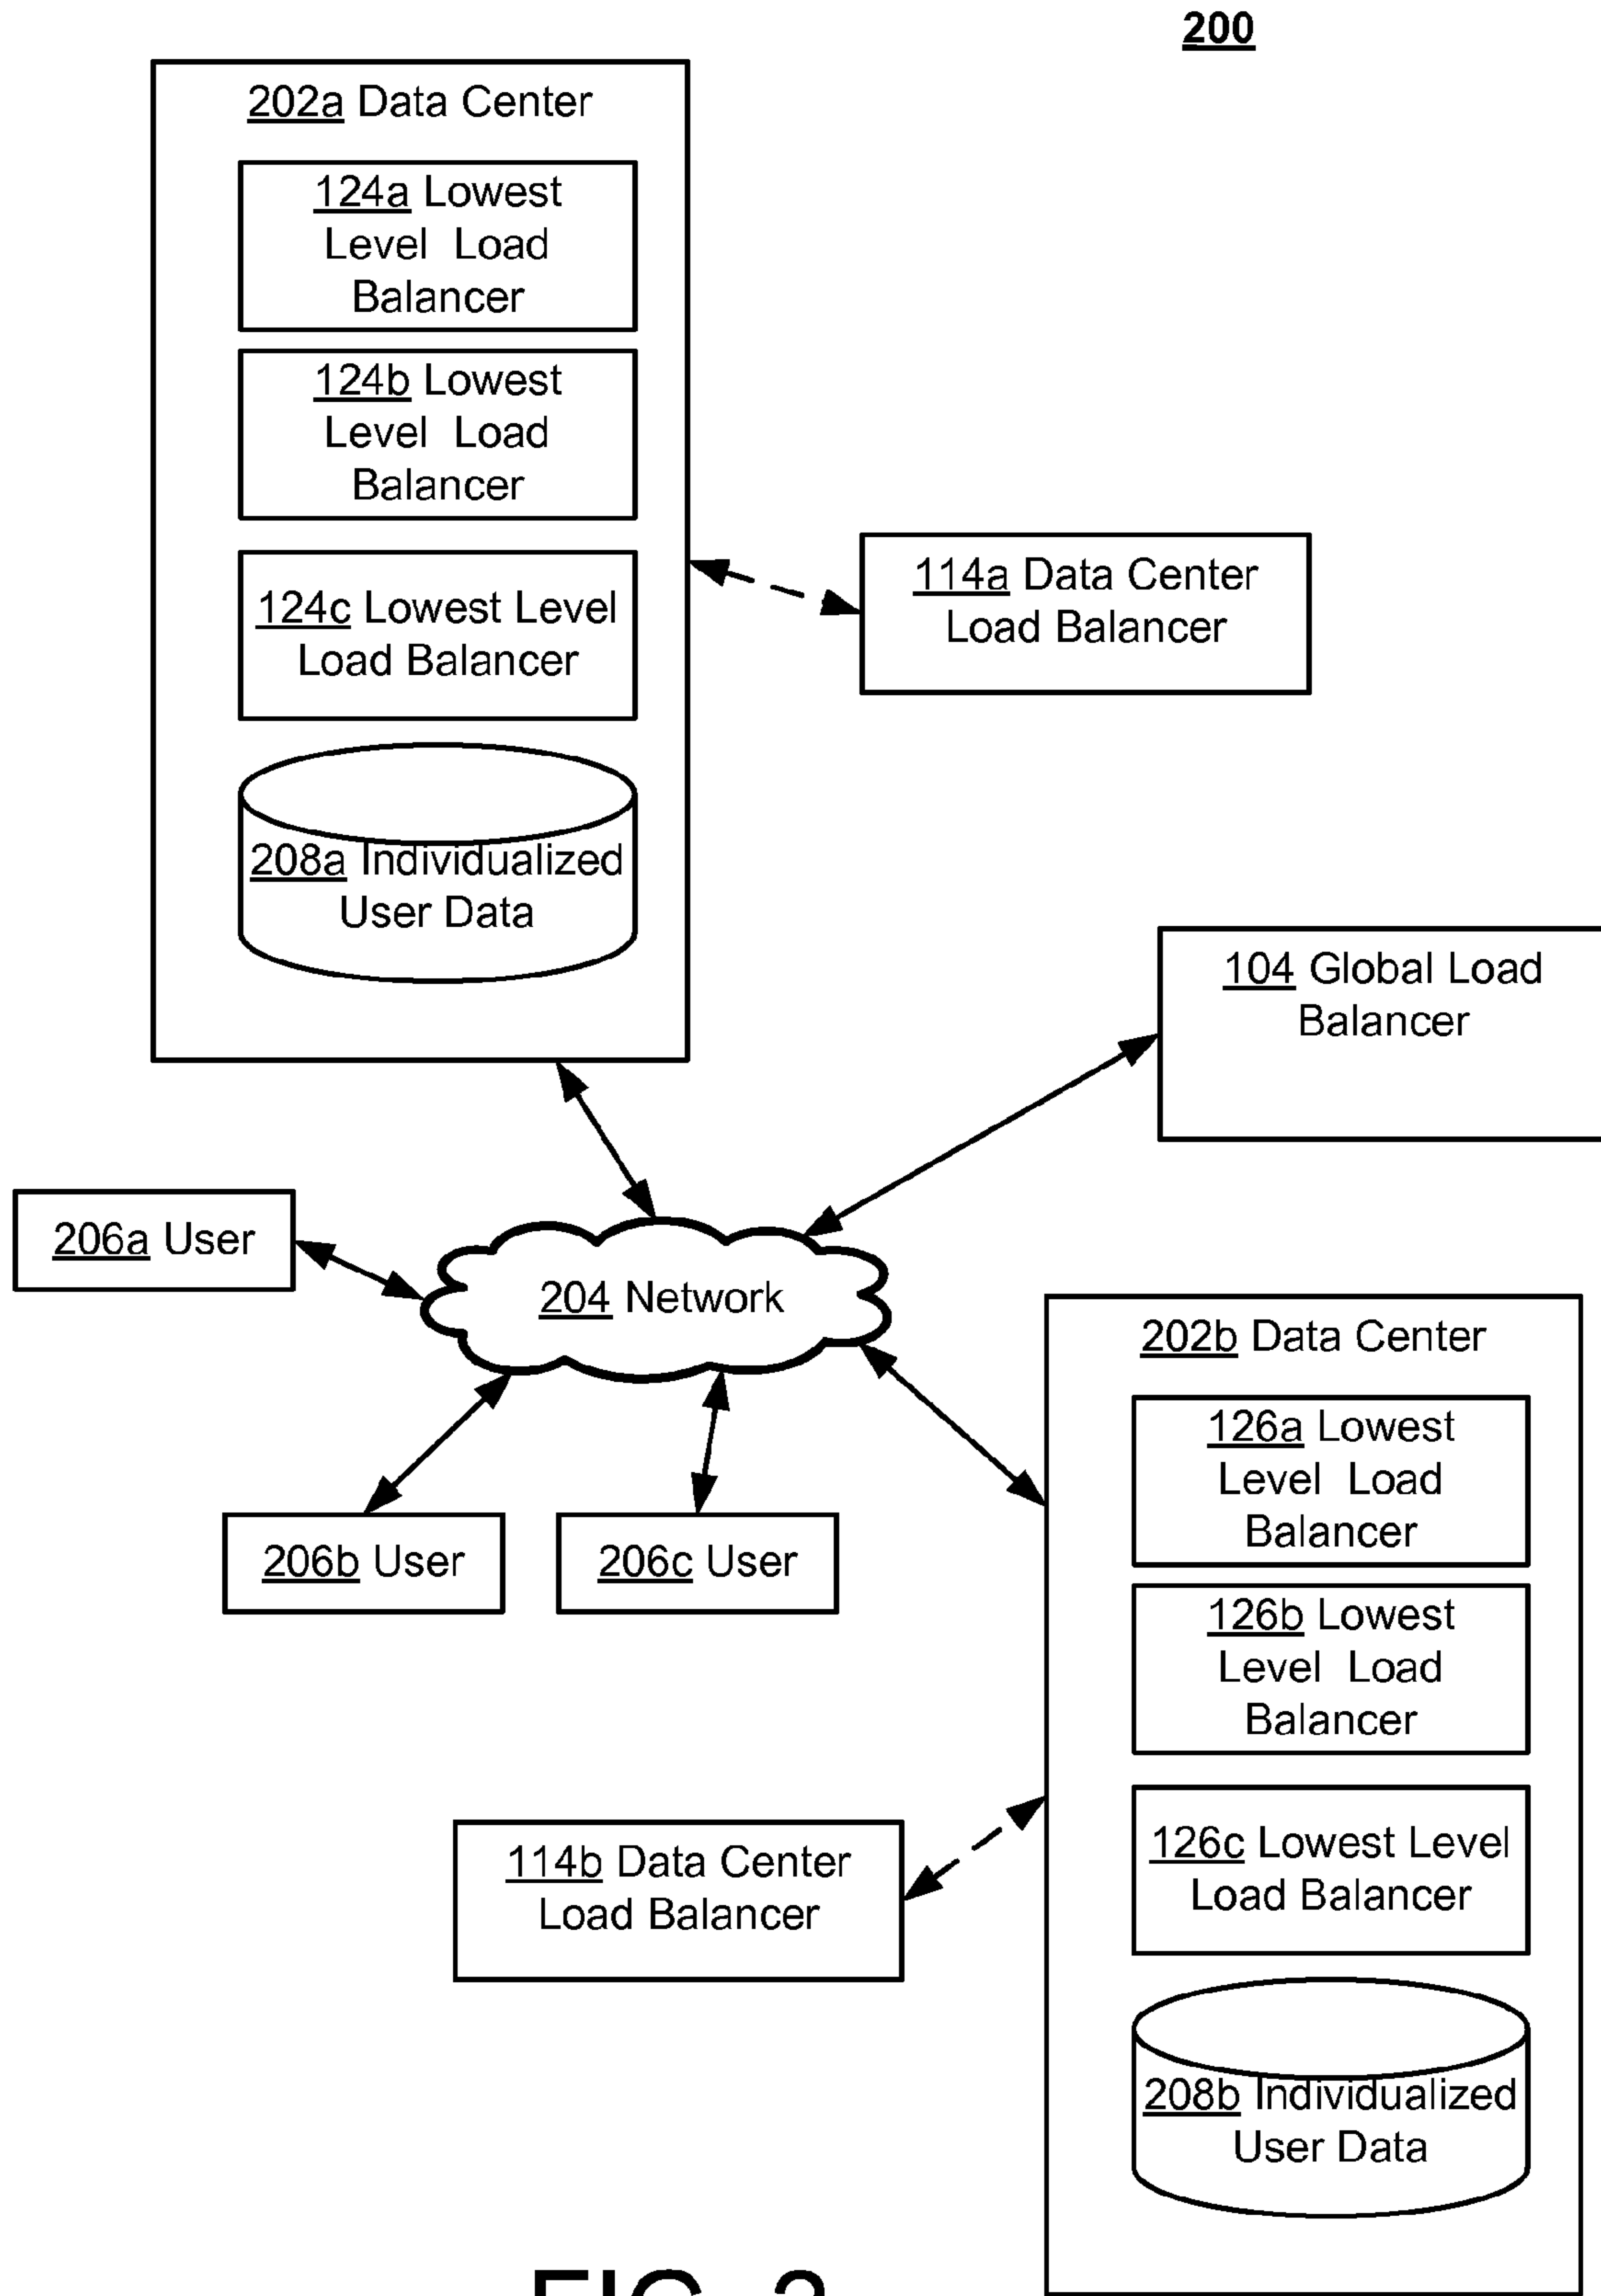 200
202a Data Center
124a Lowest
Level Load
Balancer
124b Lowest
Level Load
Balancer
124c Lowest Level
Load Balancer
208a Individualized
User Data
114a Data Center
Load Balancer
104 Global Load
Balancer
206a User
204 Network
206b User
206c User
202b Data Center
126a Lowest
Level Load
Balancer
126b Lowest
Level Load
Balancer
126c Lowest Level
Load Balancer
208b Individualized
User Data
114b Data Center
Load Balancer
FIG. 2